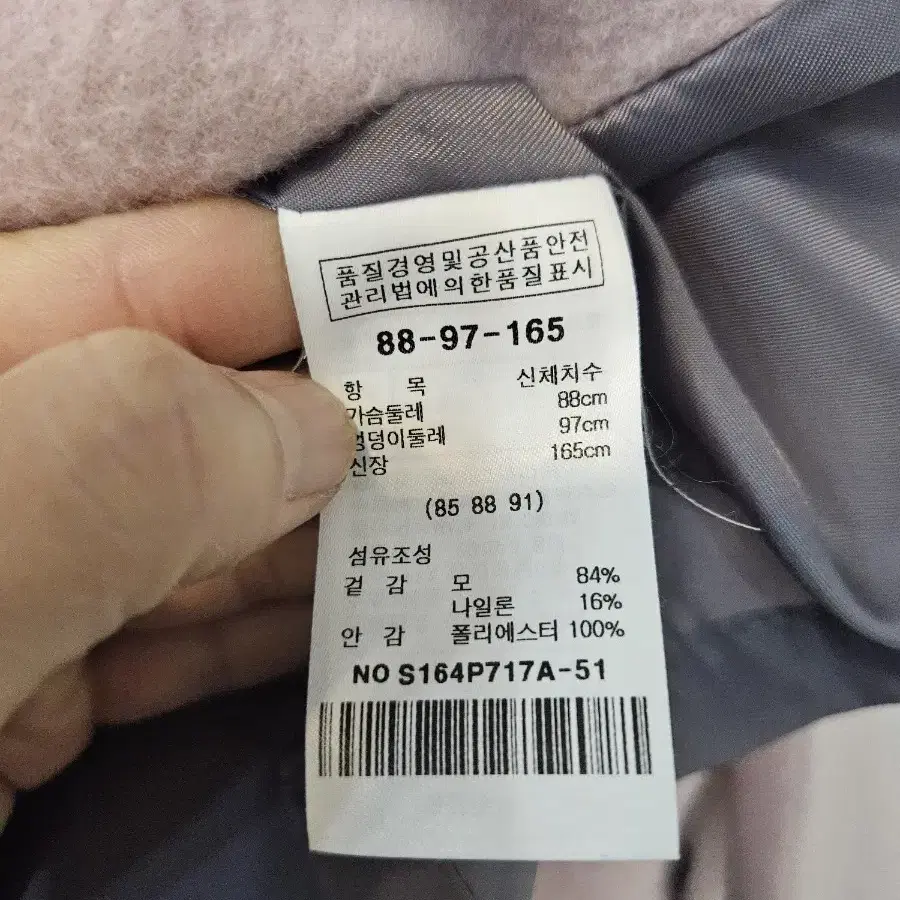 품질경영및공산품안전
관리법에의한품질표시
88-97-165
항 목 신체치수
가슴둘레 88cm
엉덩이둘레 97cm
신장 165cm
(85 88 91)
섬유조성
겉 감 모 84%
나일론 16%
안 감 폴리에스터 100%
NO S164P717A-51